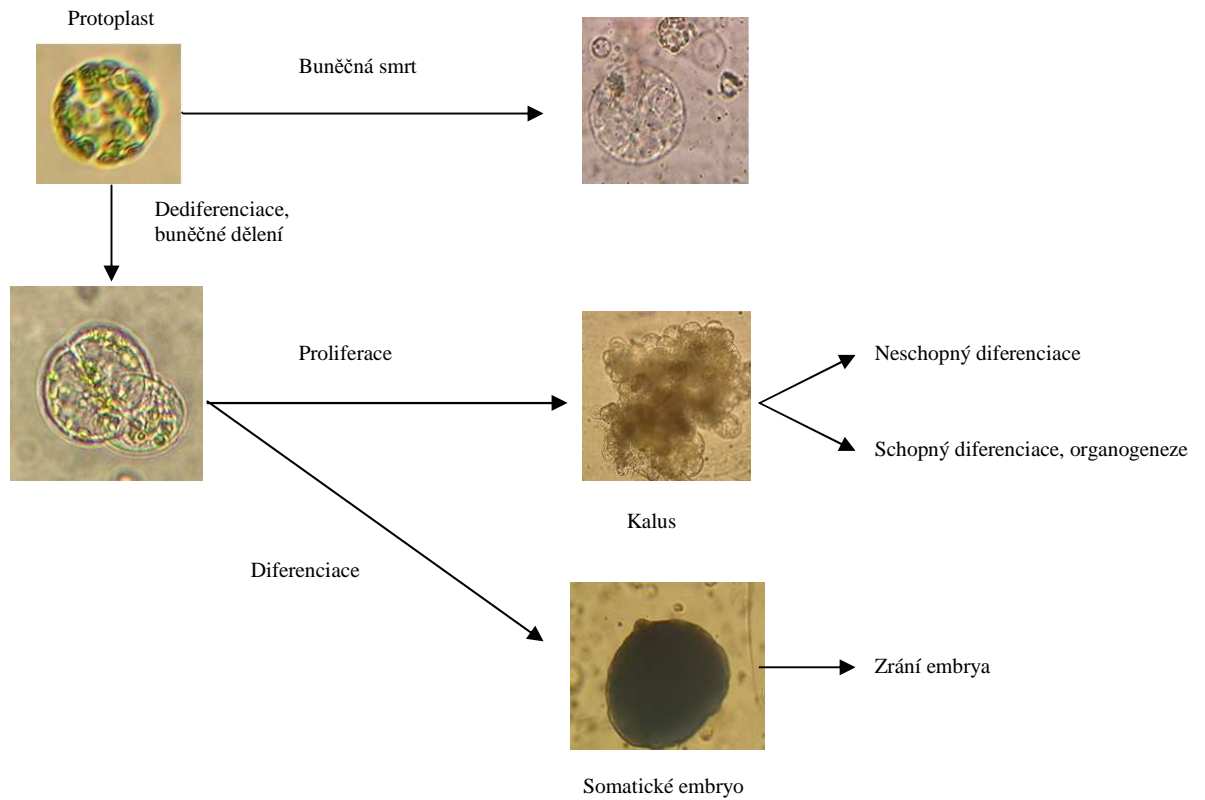 Protoplast
Buněčná smrt
Dediferenciace,
buněčné dělení
Proliferace
Neschopný diferenciace
Schopný diferenciace, organogeneze
Kalus
Diferenciace
Zrání embrya
Somatické embryo